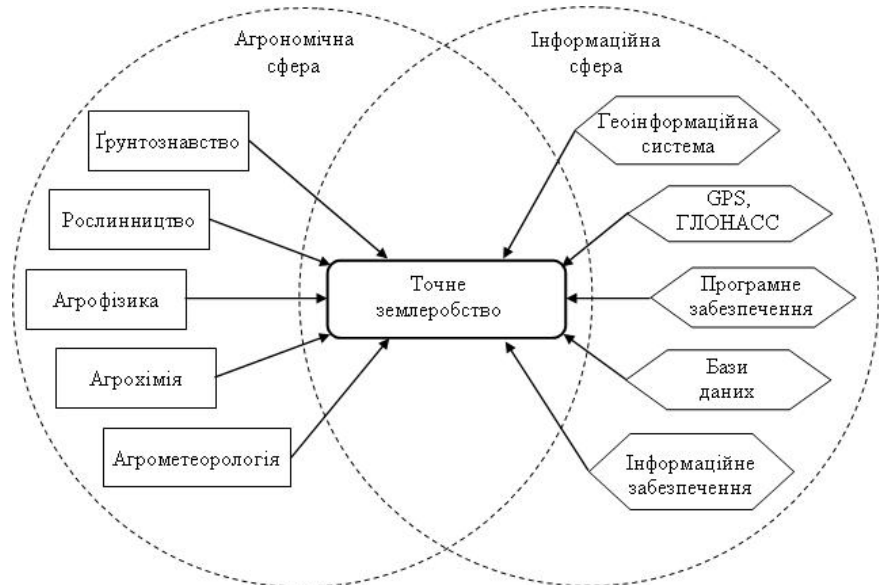 Агрономічна
сфера
Інформаційна
сфера
Ґрунтознавство
Рослинництво
Агрофізика
Агрохімія
Агрометеорологія
Точне
землеробство
Геоінформаційна
система
GPS,
ГЛОНАСС
Програмне
забезпечення
Бази
даних
Інформаційне
забезпечення